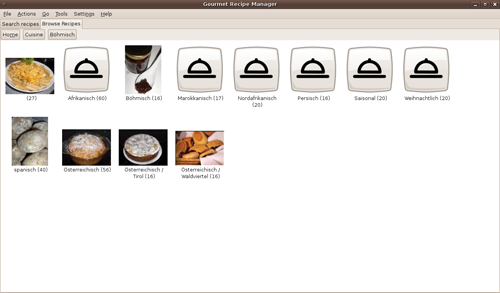 Gourmet Recipe Manager
File Actions Go Tools Settings Help
Search recipes Browse Recipes
Home Cuisine Böhmisch
(27) Afrikanisch (60) Böhmisch (16) Marokkanisch (17) Nordafrikanisch (20) Persisch (16) Saisonal (20) Weihnachtlich (20)
spanisch (40) Österreichisch (56) Österreichisch / Tirol (16) Österreichisch / Waldviertel (16)